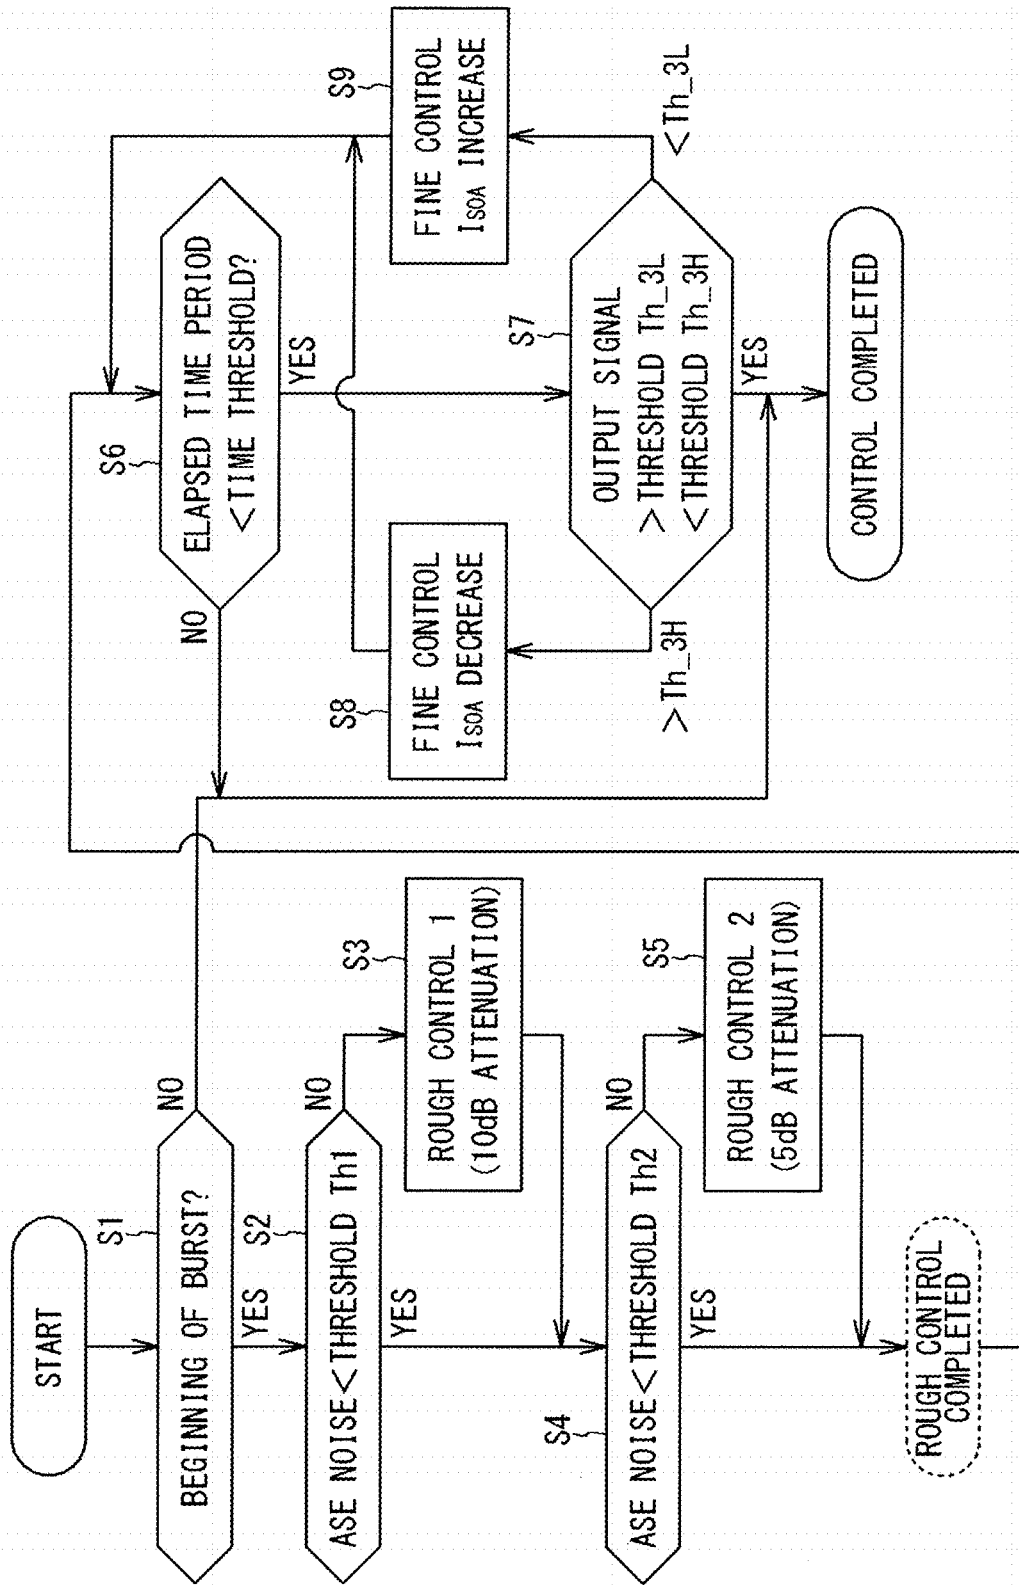 START
S1
BEGINNING OF BURST?
NO
YES
S2
ASE NOISE<THRESHOLD Th1
NO
YES
S3
ROUGH CONTROL 1
(10dB ATTENUATION)
S4
ASE NOISE<THRESHOLD Th2
NO
YES
S5
ROUGH CONTROL 2
(5dB ATTENUATION)
ROUGH CONTROL
COMPLETED
S6
ELAPSED TIME PERIOD
<TIME THRESHOLD?
NO
YES
S8
FINE CONTROL
ISOA DECREASE
S9
FINE CONTROL
ISOA INCREASE
S7
OUTPUT SIGNAL
>THRESHOLD Th_3L
<THRESHOLD Th_3H
>Th_3H
<Th_3L
YES
CONTROL COMPLETED